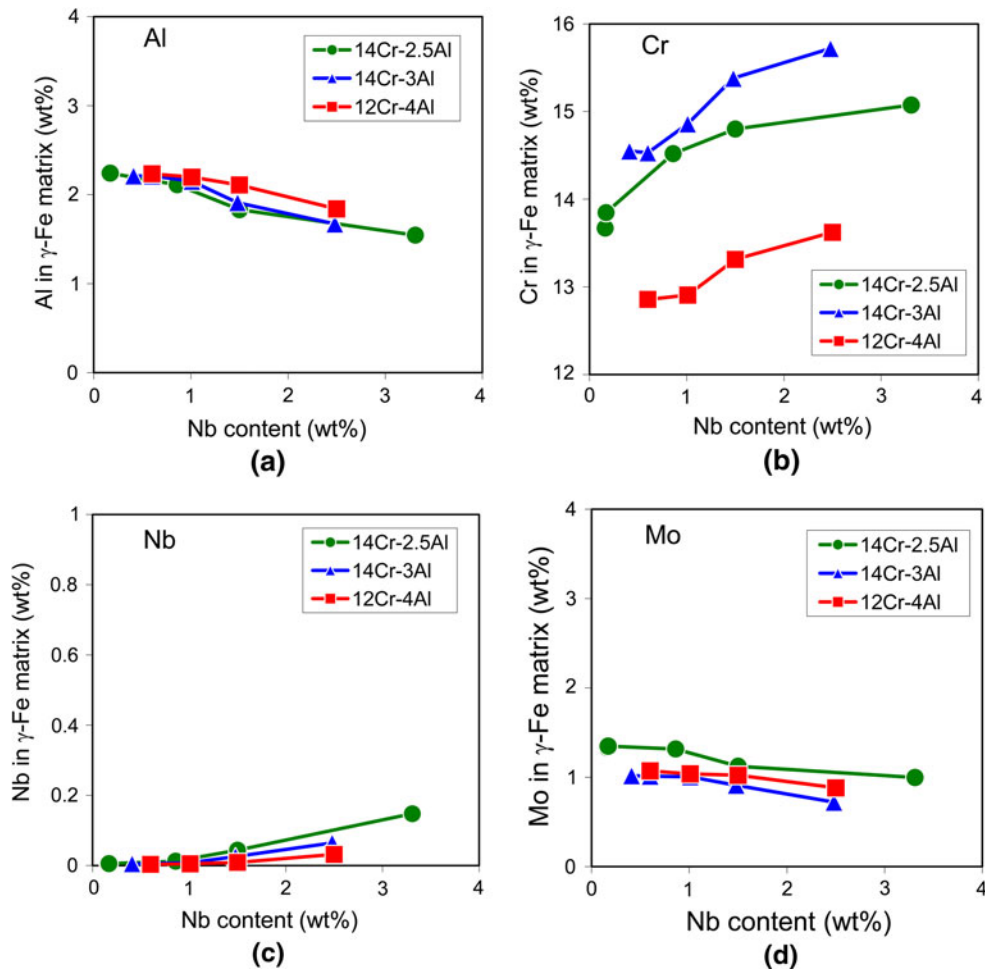 Al
14Cr-2.5Al
14Cr-3Al
12Cr-4Al
Al in γ-Fe matrix (wt%)
4
3
2
1
0
0 1 2 3 4
Nb content (wt%)
(a)
Cr
14Cr-2.5Al
14Cr-3Al
12Cr-4Al
Cr in γ-Fe matrix (wt%)
16
15
14
13
12
0 1 2 3 4
Nb content (wt%)
(b)
Nb
14Cr-2.5Al
14Cr-3Al
12Cr-4Al
Nb in γ-Fe matrix (wt%)
1
0.8
0.6
0.4
0.2
0
0 1 2 3 4
Nb content (wt%)
(c)
Mo
14Cr-2.5Al
14Cr-3Al
12Cr-4Al
Mo in γ-Fe matrix (wt%)
4
3
2
1
0
0 1 2 3 4
Nb content (wt%)
(d)